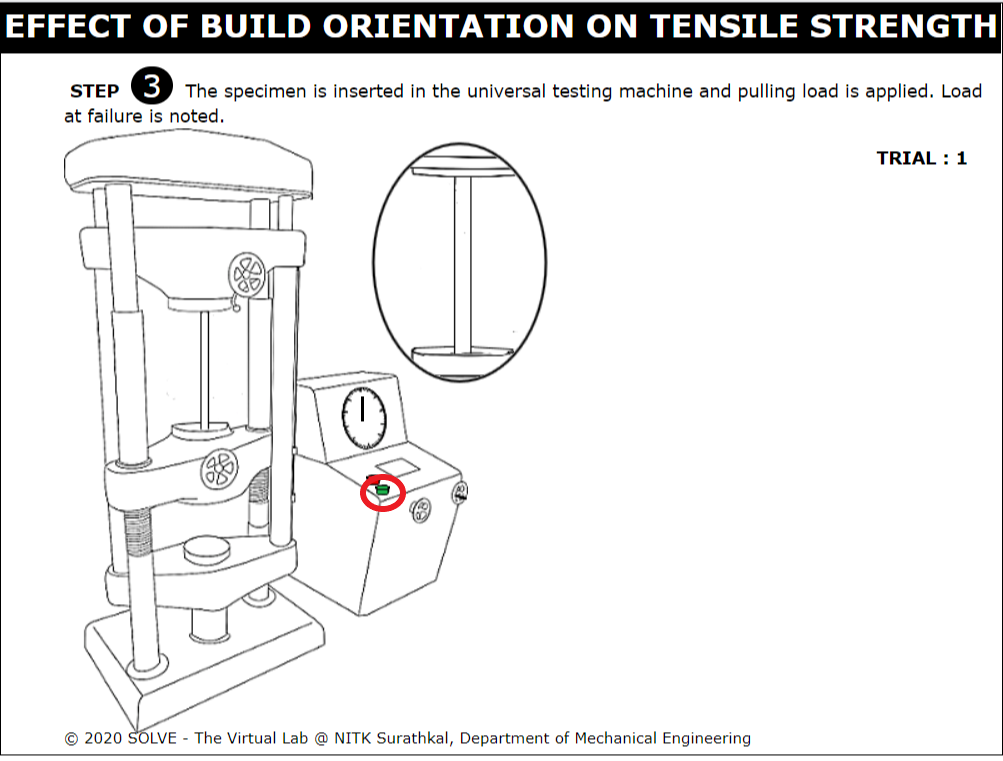 EFFECT OF BUILD ORIENTATION ON TENSILE STRENGTH
STEP 3 The specimen is inserted in the universal testing machine and pulling load is applied. Load
at failure is noted.
TRIAL : 1
© 2020 SOLVE - The Virtual Lab @ NITK Surathkal, Department of Mechanical Engineering